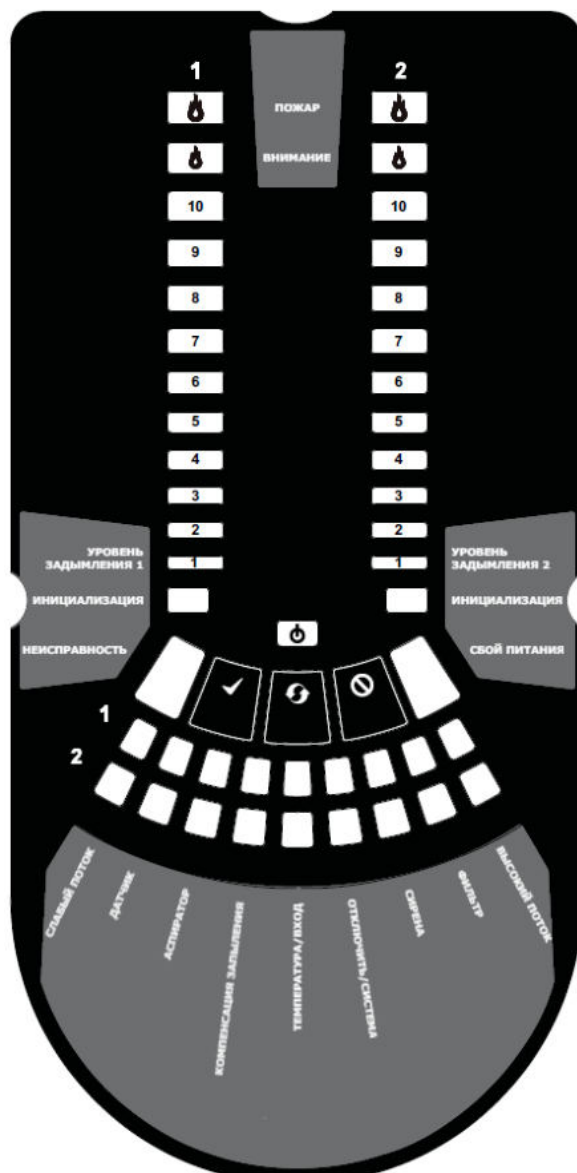 1 2
ПОЖАР
ВНИМАНИЕ
10 10
9 9
8 8
7 7
6 6
5 5
4 4
3 3
2 2
1 1
УРОВЕНЬ
ЗАДЫМЛЕНИЯ 1
ИНИЦИАЛИЗАЦИЯ
НЕИСПРАВНОСТЬ
УРОВЕНЬ
ЗАДЫМЛЕНИЯ 2
ИНИЦИАЛИЗАЦИЯ
СБОЙ ПИТАНИЯ
1
2
СЛАБЫЙ ПОТОК
ДАТЧИК
АСПИРАТОР
КОМПЕНСАЦИЯ ЗАПЫЛЕНИЯ
ТЕМПЕРАТУРА/ВХОД
ОТКЛЮЧИТЬ/СИСТЕМА
СИРЕНА
ФИЛЬТР
ВЫСОКИЙ ПОТОК